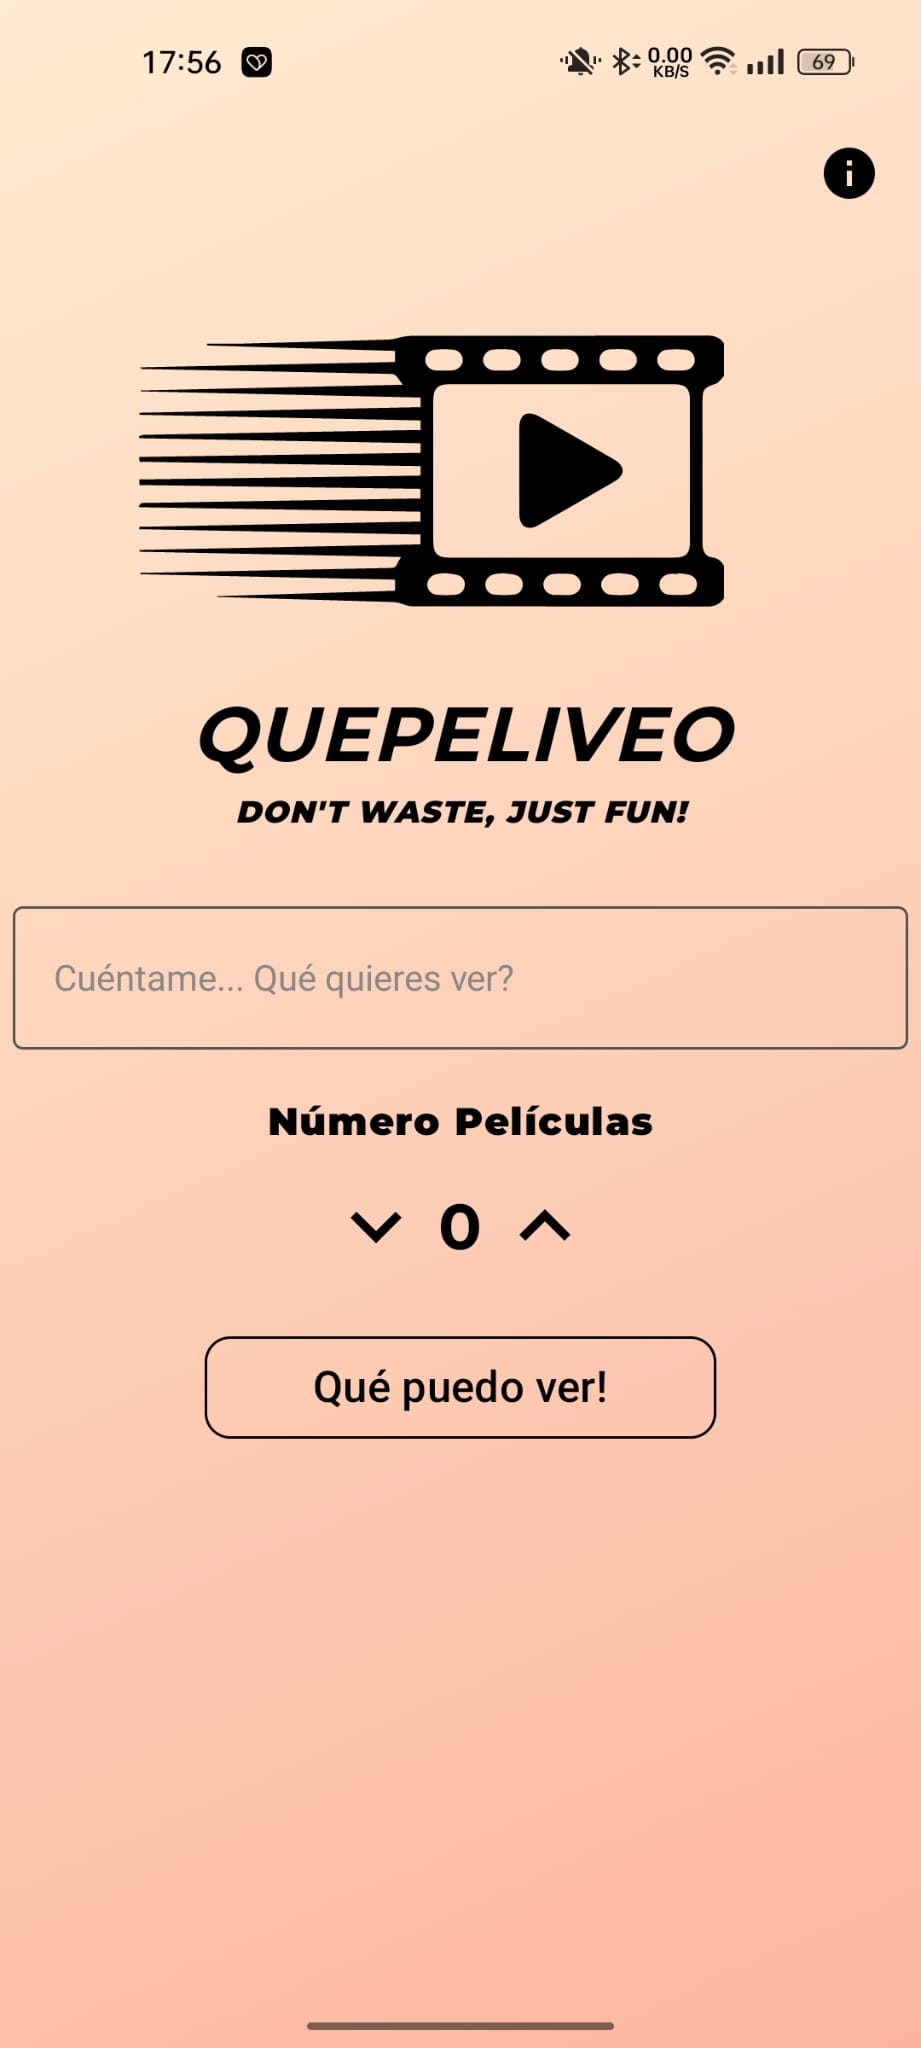 17:56
0.00
KB/S
69
QUEPELIVEO
DON'T WASTE, JUST FUN!
Cuéntame... Qué quieres ver?
Número Películas
0
Qué puedo ver!